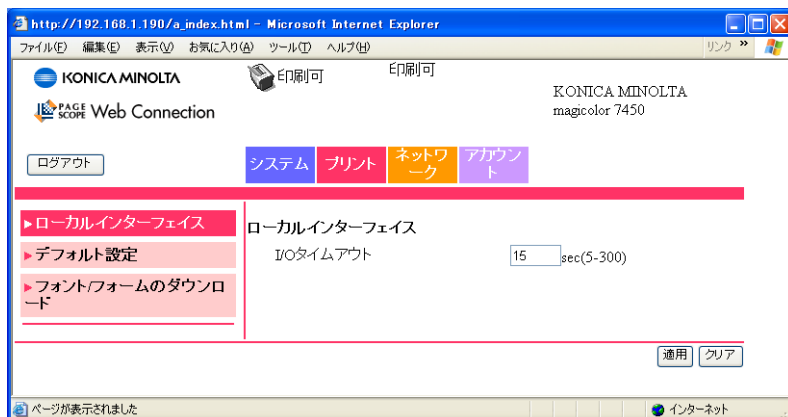 http://192.168.1.190/a_index.html - Microsoft Internet Explorer
ファイル(F) 編集(E) 表示(V) お気に入り(A) ツール(T) ヘルプ(H) リンク »
KONICA MINOLTA
印刷可
印刷可
KONICA MINOLTA
magicolor 7450
PAGE SCOPE Web Connection
ログアウト
システム
プリント
ネットワ
ーク
アカウン
ト
▶ローカルインターフェイス
▶デフォルト設定
▶フォント/フォームのダウンロ
ード
ローカルインターフェイス
I/Oタイムアウト 15 sec(5-300)
適用 クリア
ページが表示されました インターネット